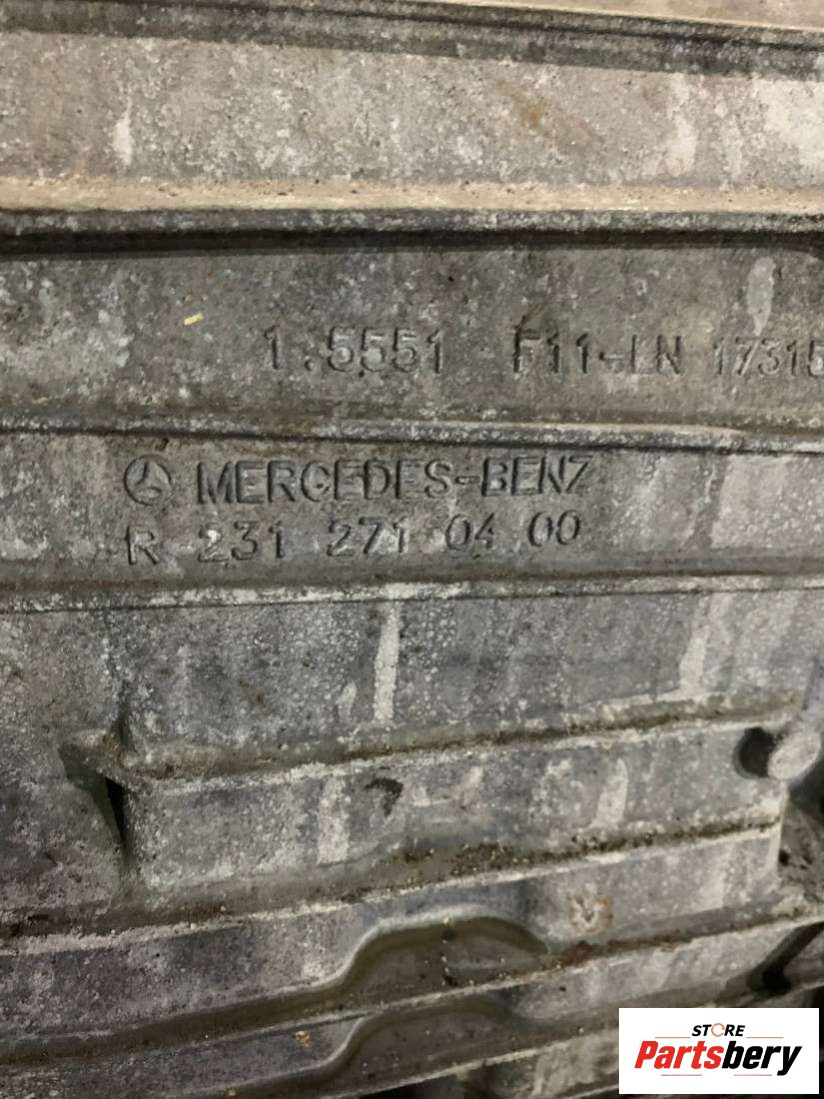 1.5551 F11-LN 17315
MERCEDES-BENZ
R 231 271 04 00
STORE
Partsbery